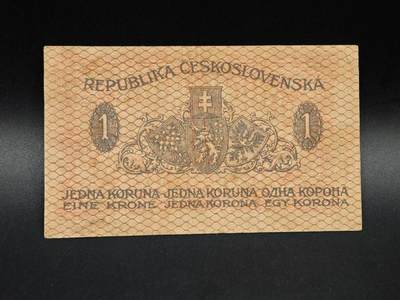 REPUBLIKA ČESKOSLOVENSKÁ
1 1
JEDNA KORUNA JEDNA KORUNA ОДНА КОРОНА
EINE KRONE JEDNA KORONA EGY KORONA